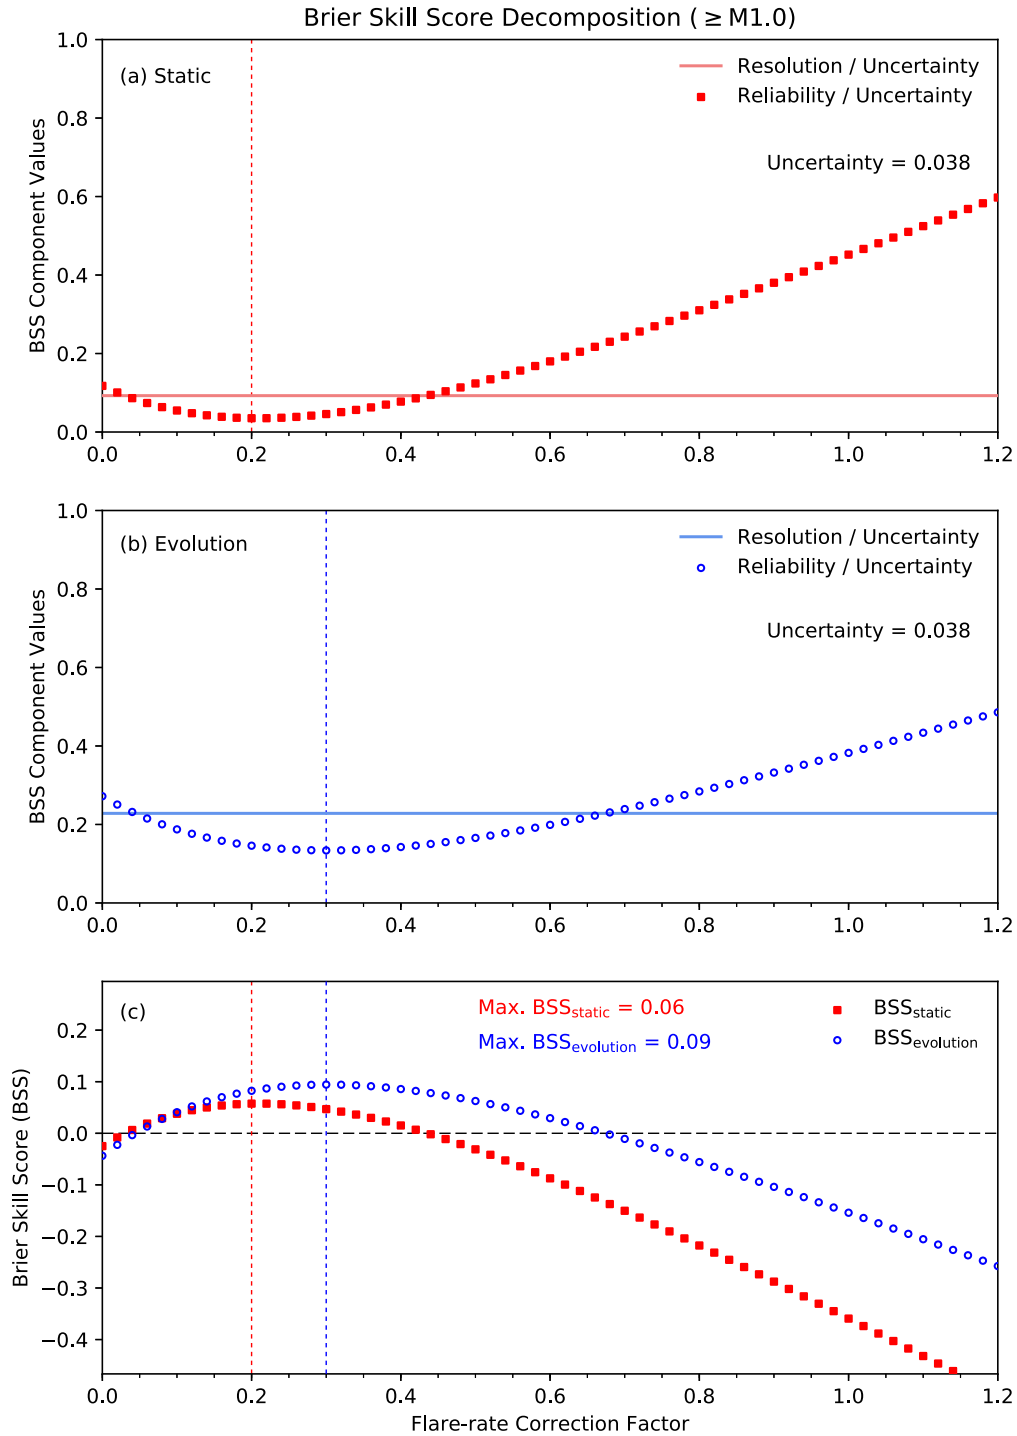 Brier Skill Score Decomposition (≥ M1.0)
(a) Static
Resolution / Uncertainty
Reliability / Uncertainty
Uncertainty = 0.038
BSS Component Values
1.0
0.8
0.6
0.4
0.2
0.0
0.0 0.2 0.4 0.6 0.8 1.0 1.2
(b) Evolution
Resolution / Uncertainty
Reliability / Uncertainty
Uncertainty = 0.038
BSS Component Values
1.0
0.8
0.6
0.4
0.2
0.0
0.0 0.2 0.4 0.6 0.8 1.0 1.2
(c)
Max. BSSstatic = 0.06
Max. BSSevolution = 0.09
BSSstatic
BSSevolution
Brier Skill Score (BSS)
0.2
0.1
0.0
−0.1
−0.2
−0.3
−0.4
0.0 0.2 0.4 0.6 0.8 1.0 1.2
Flare-rate Correction Factor